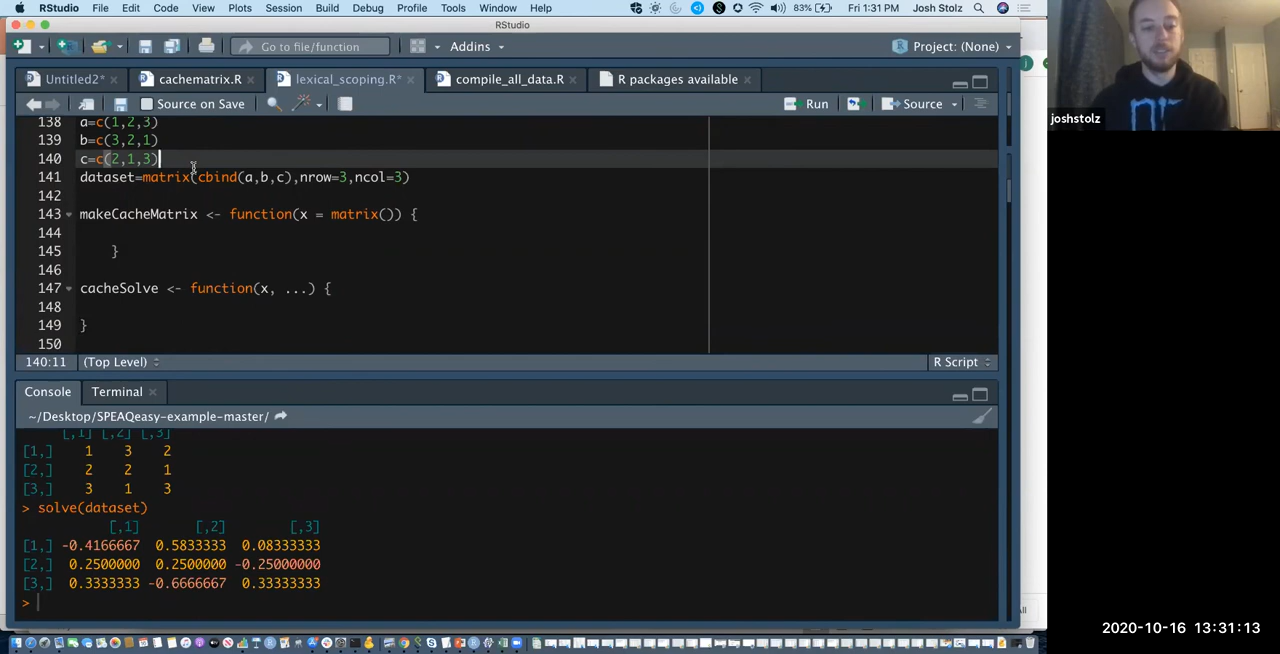 RStudio File Edit Code View Plots Session Build Debug Profile Tools Window Help 83% Fri 1:31 PM Josh Stolz
RStudio
Go to file/function Addins Project: (None)
Untitled2* cachematrix.R lexical_scoping.R* compile_all_data.R R packages available
Source on Save Run Source
138 a=c(1,2,3)
139 b=c(3,2,1)
140 c=c(2,1,3)
141 dataset=matrix(cbind(a,b,c),nrow=3,ncol=3)
142
143 makeCacheMatrix <- function(x = matrix()) {
144
145 }
146
147 cacheSolve <- function(x, ...) {
148
149 }
150
140:11 (Top Level) R Script
Console Terminal
~/Desktop/SPEAQeasy-example-master/
[,1] [,2] [,3]
[1,] 1 3 2
[2,] 2 2 1
[3,] 3 1 3
> solve(dataset)
[,1] [,2] [,3]
[1,] -0.4166667 0.5833333 0.08333333
[2,] 0.2500000 0.2500000 -0.25000000
[3,] 0.3333333 -0.6666667 0.33333333
>
joshstolz
2020-10-16 13:31:13